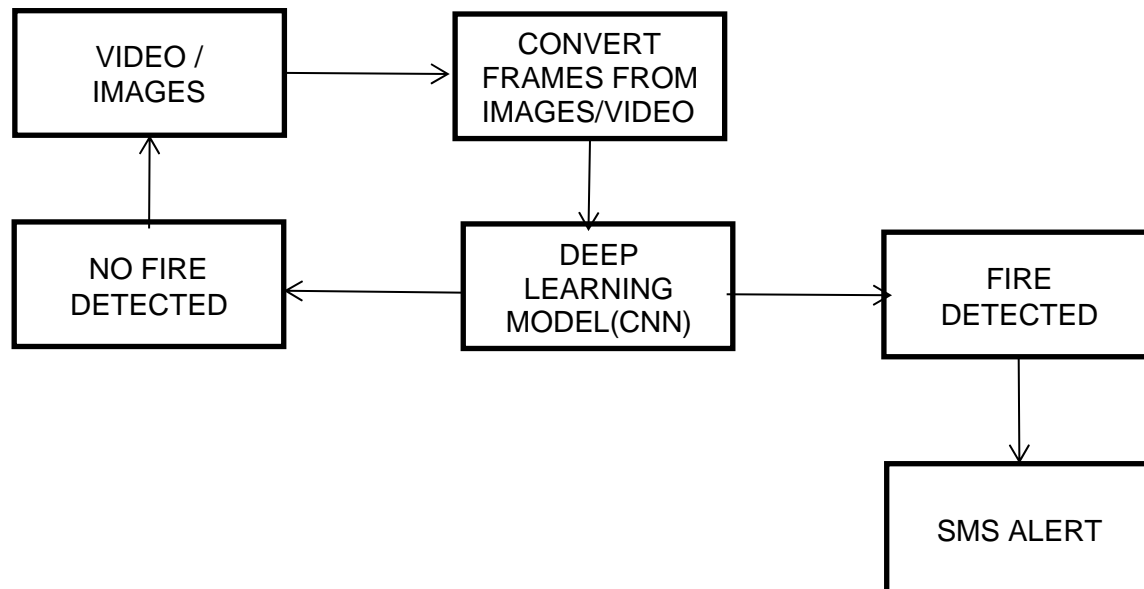 VIDEO /
IMAGES
CONVERT
FRAMES FROM
IMAGES/VIDEO
NO FIRE
DETECTED
DEEP
LEARNING
MODEL(CNN)
FIRE
DETECTED
SMS ALERT